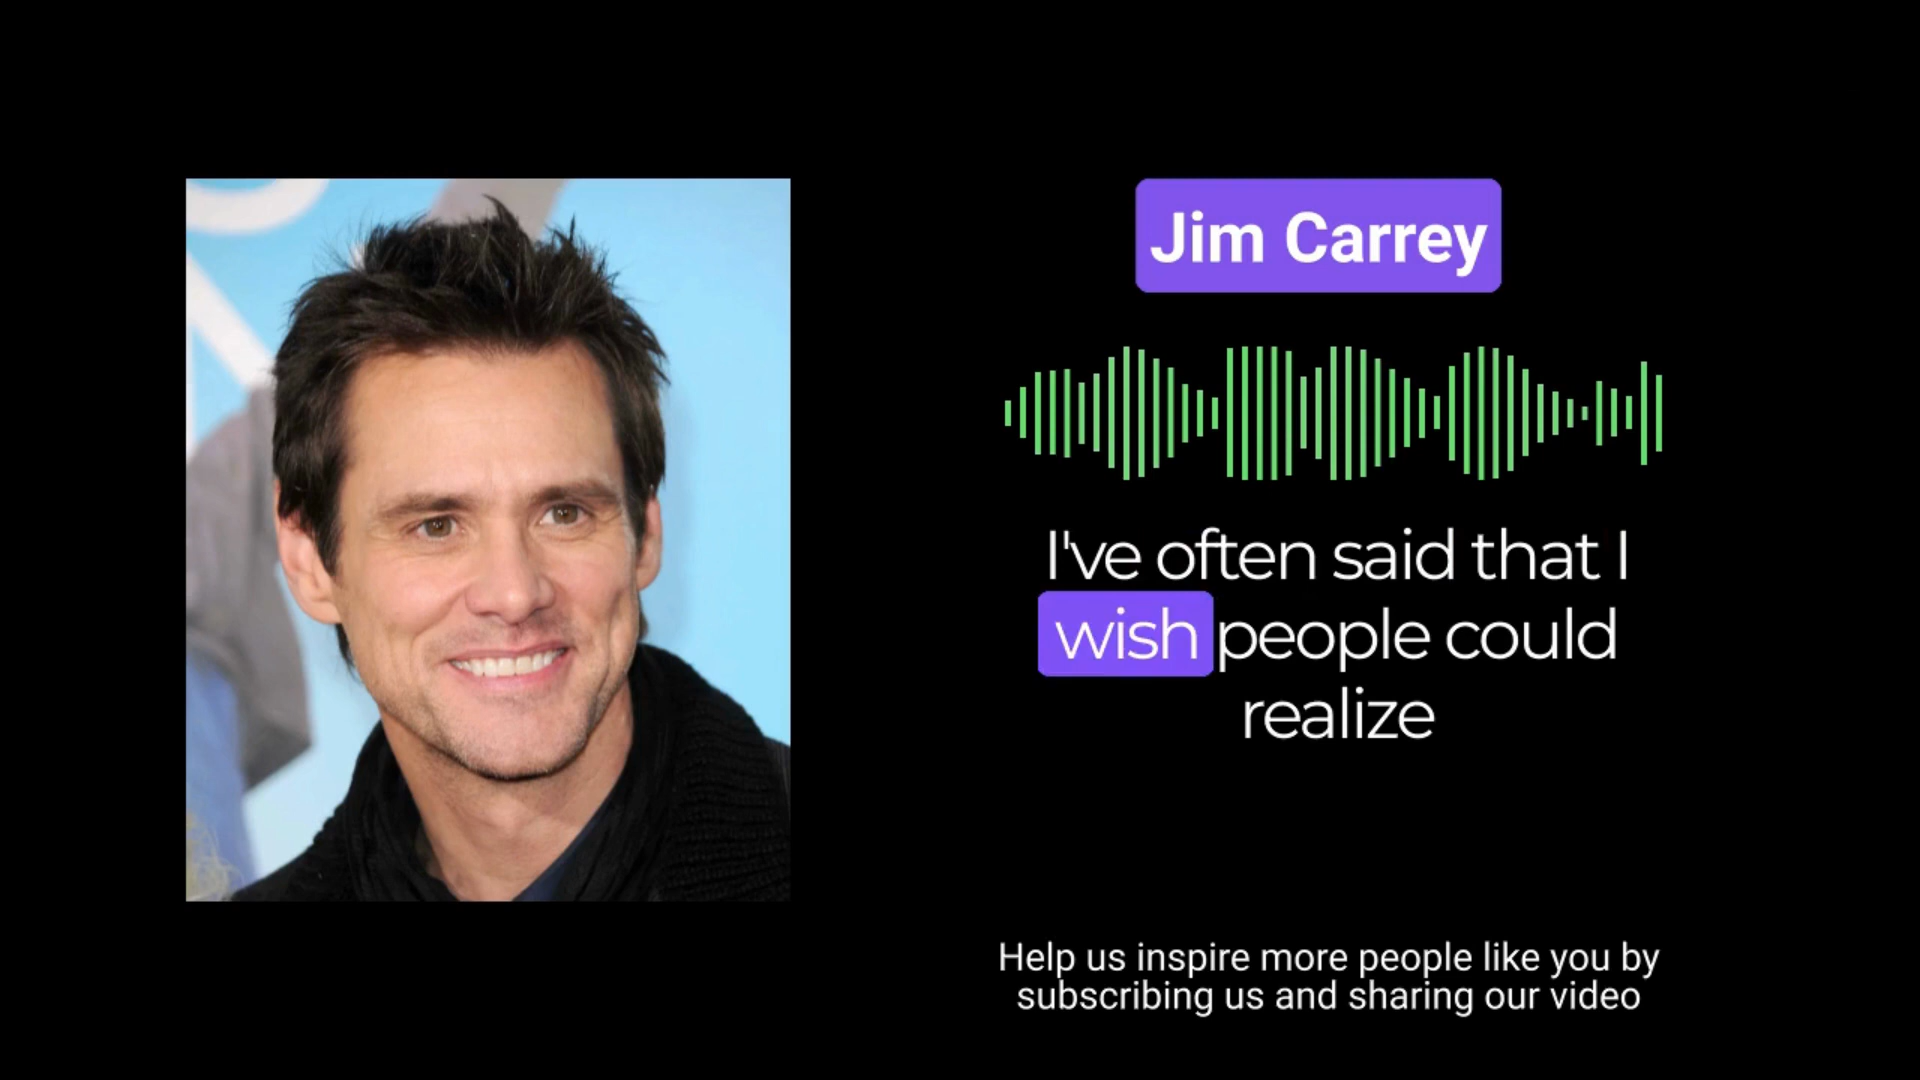 Jim Carrey
I've often said that I
wish people could
realize
Help us inspire more people like you by
subscribing us and sharing our video